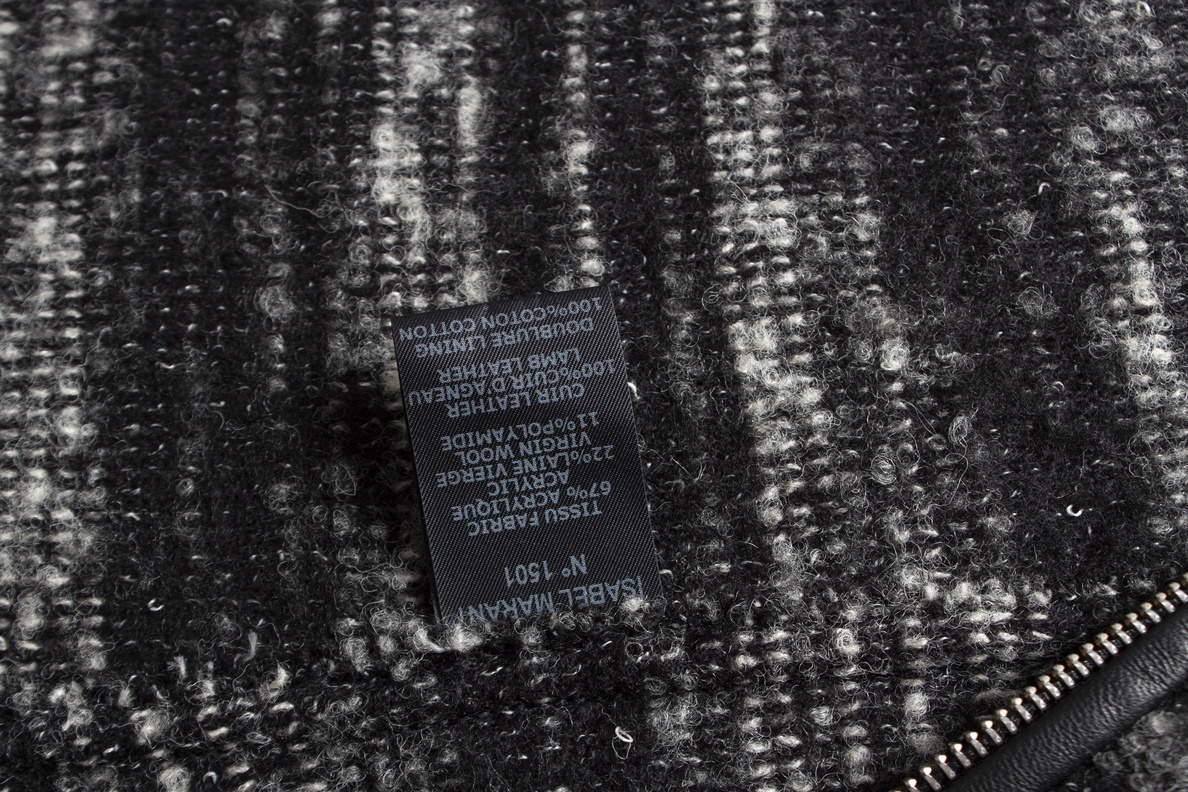 ISABEL MARANT
N° 1501
TISSU FABRIC
67% ACRYLIQUE
ACRYLIC
22%LAINE VIERGE
VIRGIN WOOL
11%POLYAMIDE
CUIR LEATHER
100%CUIR D'AGNEAU
LAMB LEATHER
DOUBLURE LINING
100%COTON COTTON